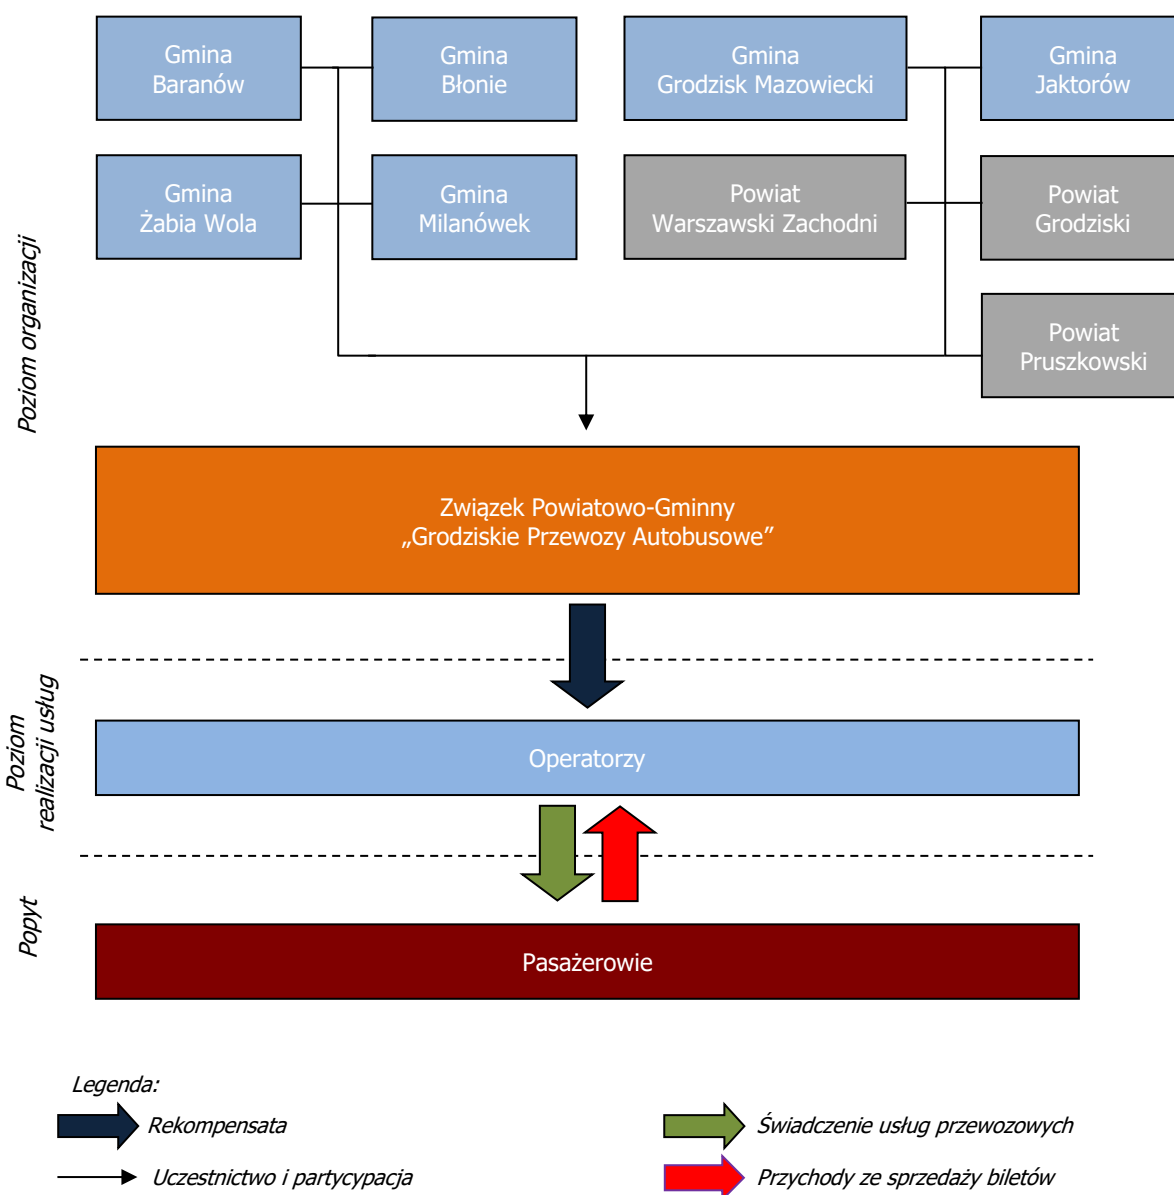 Gmina
Baranów
Gmina
Błonie
Gmina
Grodzisk Mazowiecki
Gmina
Jaktorów
Gmina
Żabia Wola
Gmina
Milanówek
Powiat
Warszawski Zachodni
Powiat
Grodziski
Powiat
Pruszkowski
Poziom organizacji
Związek Powiatowo-Gminny
„Grodziskie Przewozy Autobusowe”
Poziom
realizacji usług
Operatorzy
Popyt
Pasażerowie
Legenda:
Rekompensata
Świadczenie usług przewozowych
Uczestnictwo i partycypacja
Przychody ze sprzedaży biletów